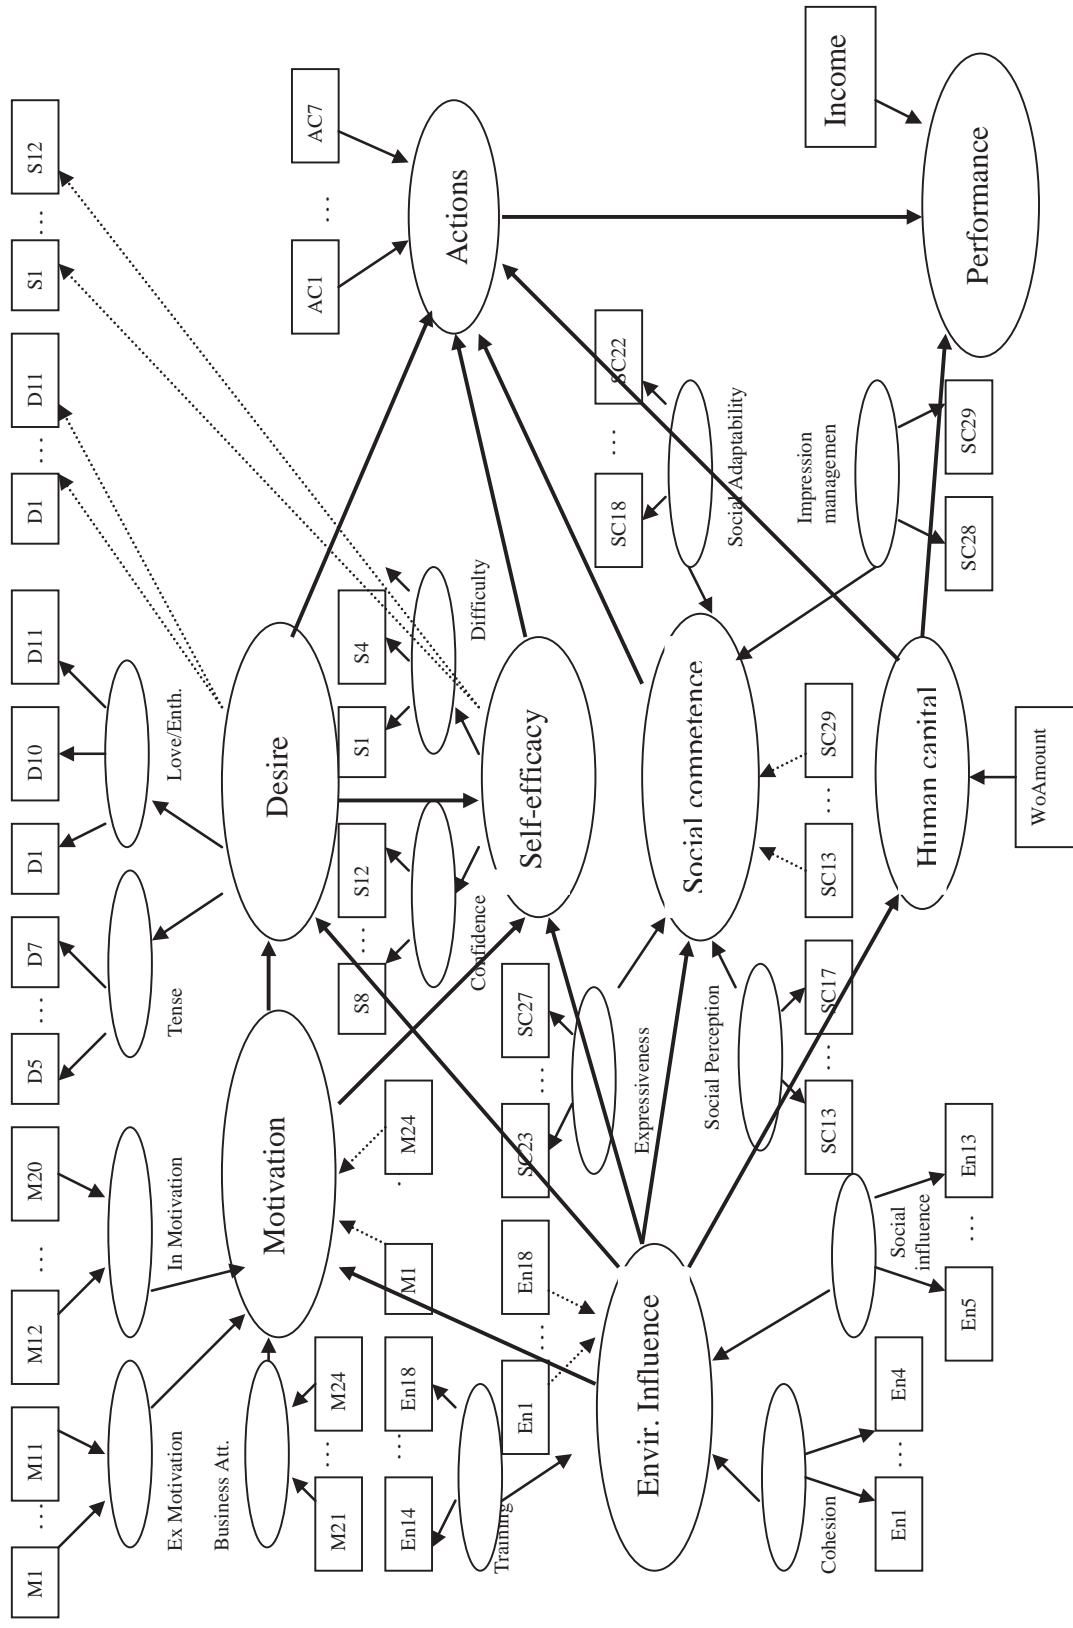 M1
...
M11
M12
...
M20
D5
...
D7
D1
D10
D11
D1
...
D11
S1
...
S12
Ex Motivation
In Motivation
Tense
Love/Enth.
Business Att.
Motivation
Desire
AC1
...
AC7
M21
...
M24
S8
...
S12
S1
S4
En14
...
En18
M1
.
M24
Actions
Confidence
Difficulty
Training
En1
...
En18
SC23
...
SC27
Self-efficacy
SC18
...
SC22
Expressiveness
Envir. Influence
Social competence
Social Perception
Social Adaptability
Impression
managemen
Cohesion
SC13
...
SC17
SC13
...
SC29
Income
En1
...
En4
Social
influence
Human capital
En5
...
En13
SC28
SC29
Performance
WoAmount